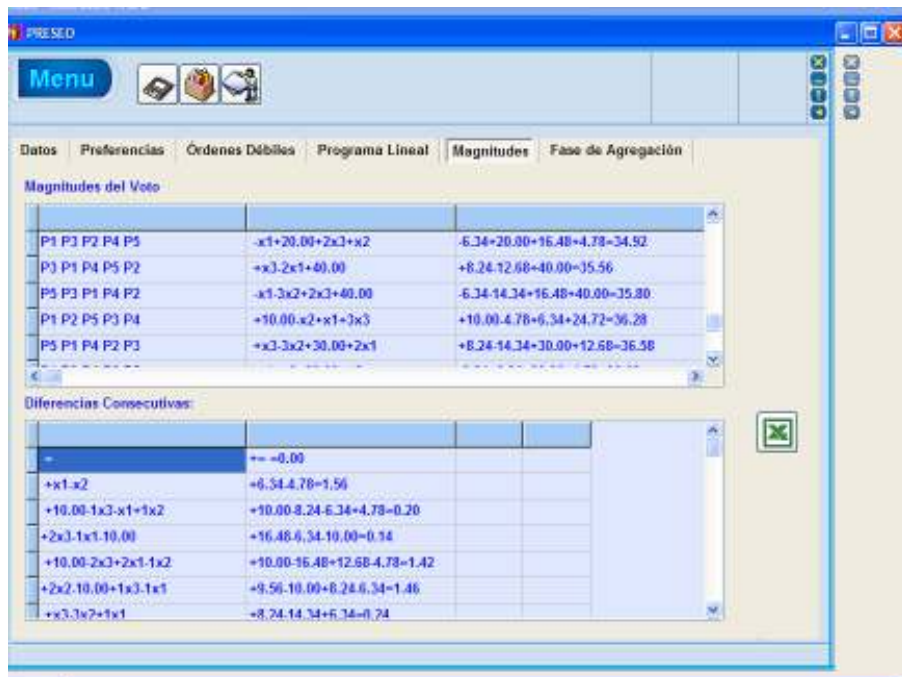 PRESEO
Menu
Datos Preferencias Órdenes Débiles Programa Lineal Magnitudes Fase de Agregación
Magnitudes del Voto
P1 P3 P2 P4 P5 -x1+20.00+2x3+x2 -6.34+20.00+16.48+4.78=34.92
P3 P1 P4 P5 P2 +x3-2x1+40.00 +8.24-12.68+40.00=35.56
P5 P3 P1 P4 P2 -x1-3x2+2x3+40.00 -6.34-14.34+16.48+40.00=35.80
P1 P2 P5 P3 P4 +10.00-x2+x1+3x3 +10.00-4.78+6.34+24.72=36.28
P5 P1 P4 P2 P3 +x3-3x2+30.00+2x1 +8.24-14.34+30.00+12.68=36.58
Diferencias Consecutivas:
= += =0.00
+x1-x2 +6.34-4.78=1.56
+10.00-1x3-x1+1x2 +10.00-8.24-6.34+4.78=0.20
+2x3-1x1-10.00 +16.48-6.34-10.00=0.14
+10.00-2x3+2x1-1x2 +10.00-16.48+12.68-4.78=1.42
+2x2-10.00+1x3-1x1 +9.56-10.00+8.24-6.34=1.46
+x3-3x2+1x1 +8.24-14.34+6.34=0.24